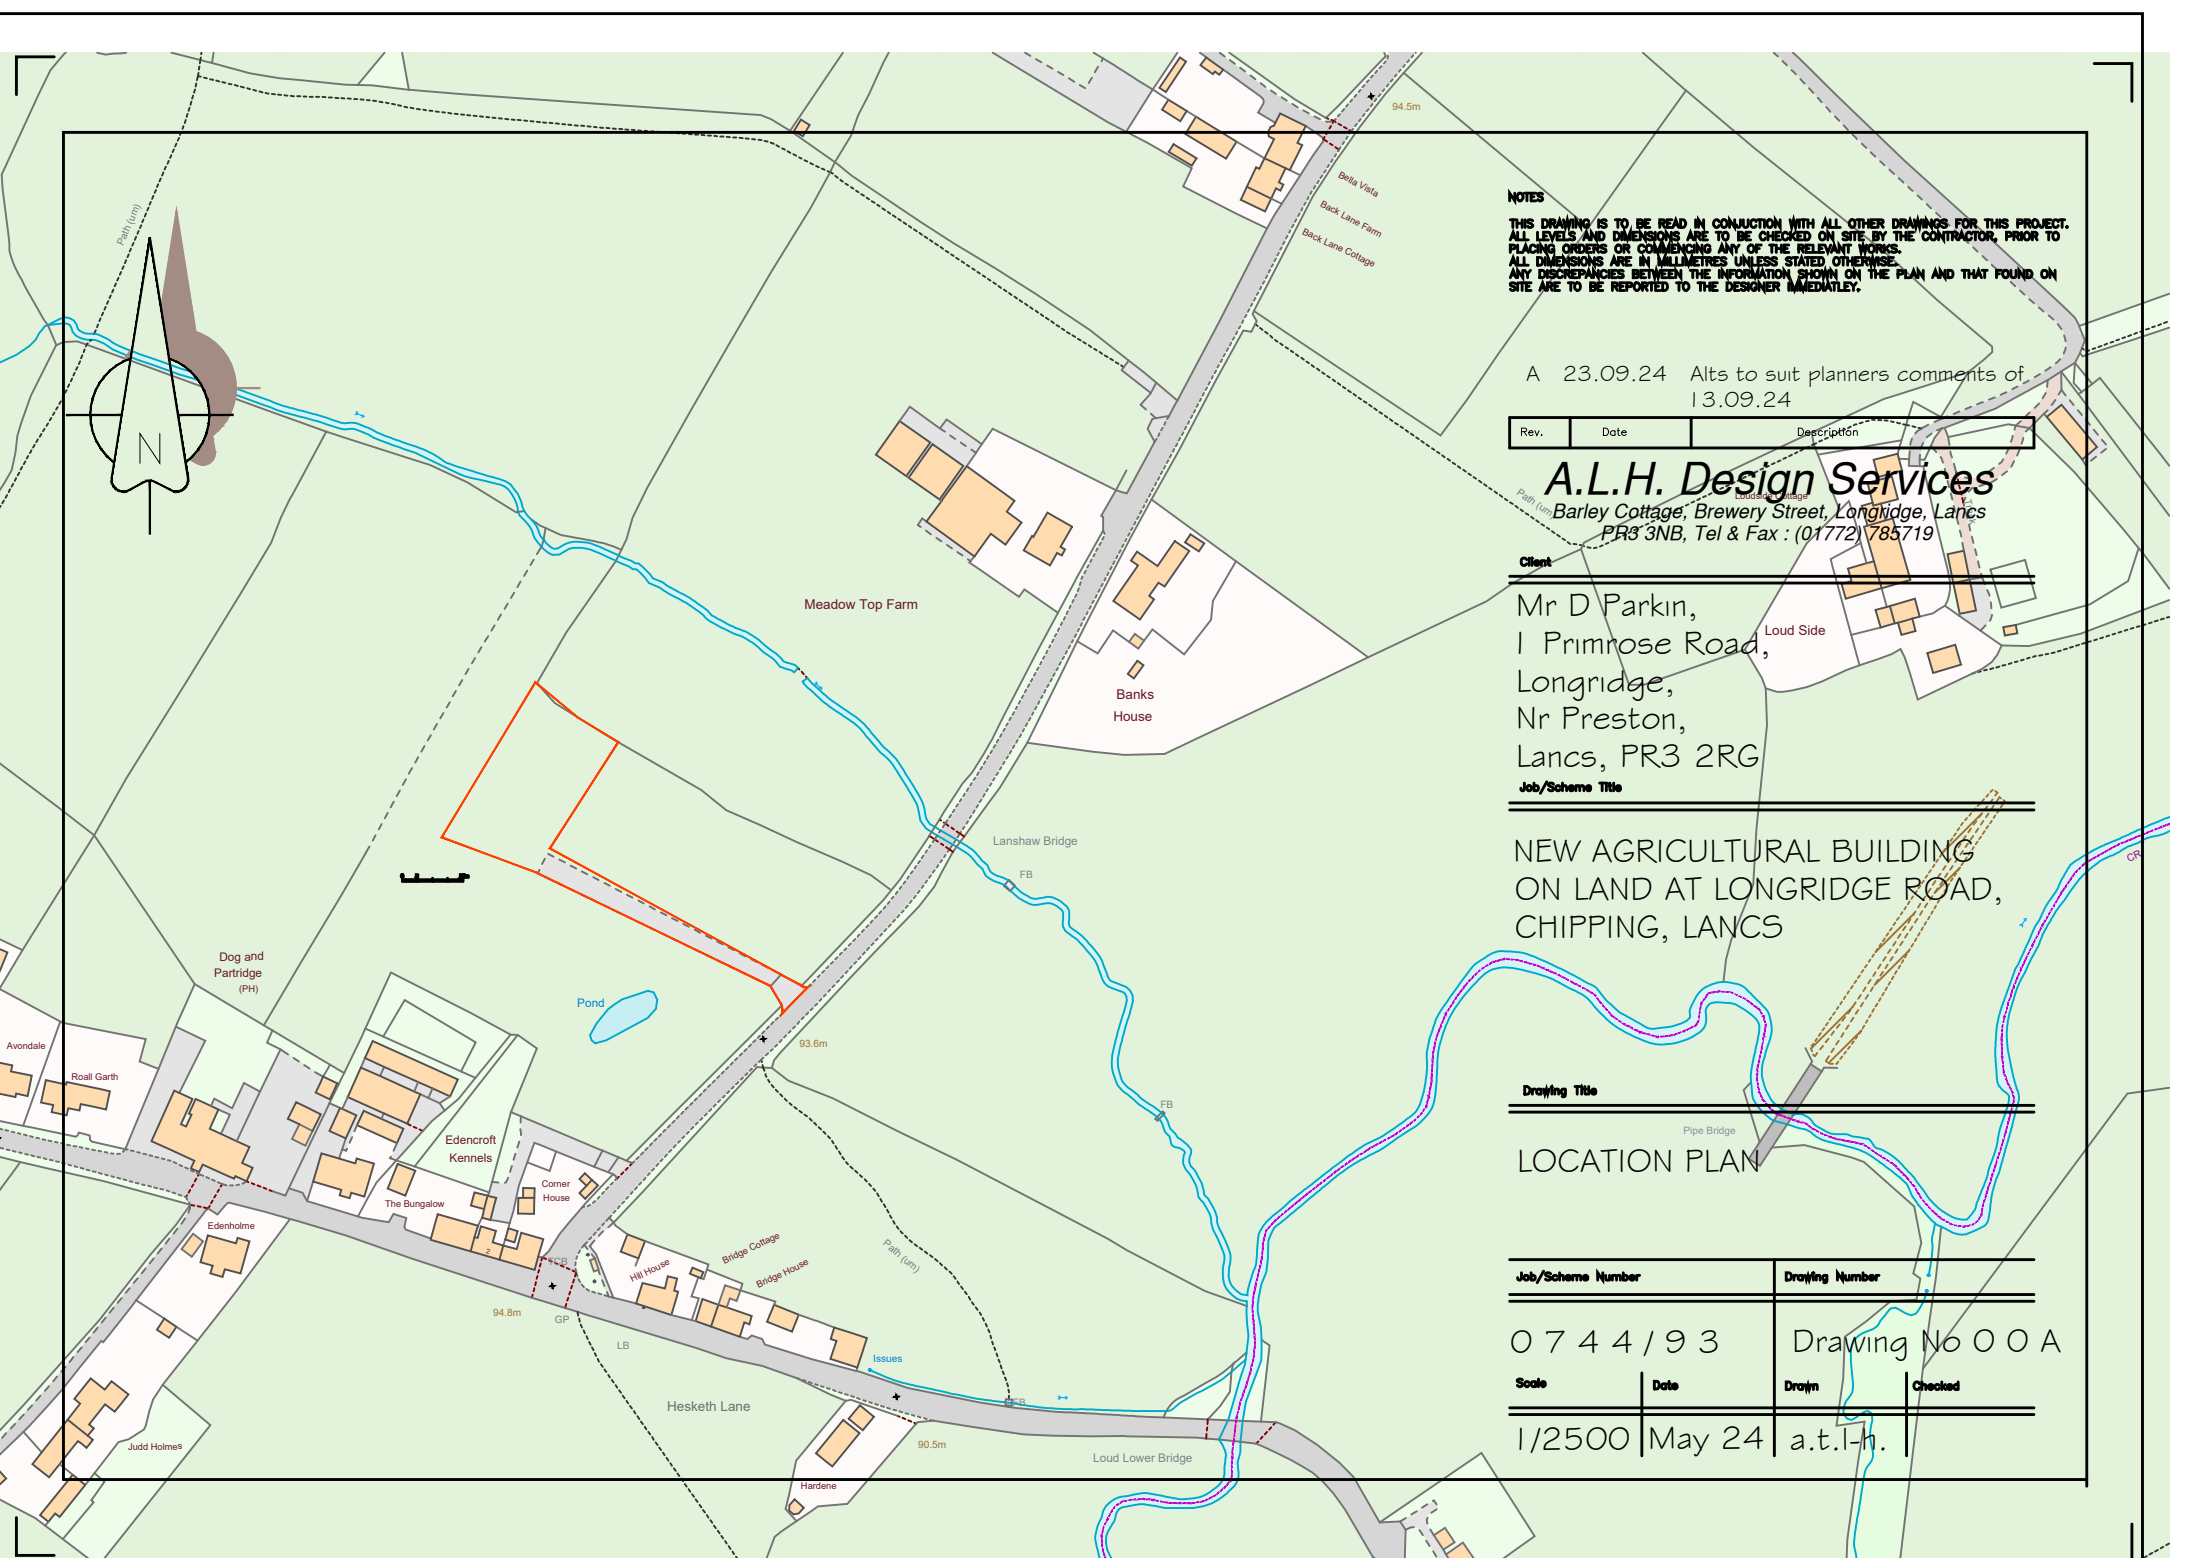 94.5m
Bella Vista
Back Lane Farm
Back Lane Cottage
Path (um)
N
NOTES
THIS DRAWING IS TO BE READ IN CONJUCTION WITH ALL OTHER DRAWINGS FOR THIS PROJECT.
ALL LEVELS AND DIMENSIONS ARE TO BE CHECKED ON SITE BY THE CONTRACTOR, PRIOR TO
PLACING ORDERS OR COMMENCING ANY OF THE RELEVANT WORKS.
ALL DIMENSIONS ARE IN MILLIMETRES UNLESS STATED OTHERWISE.
ANY DISCREPANCIES BETWEEN THE INFORMATION SHOWN ON THE PLAN AND THAT FOUND ON
SITE ARE TO BE REPORTED TO THE DESIGNER IMMEDIATLEY.
A 23.09.24 Alts to suit planners comments of
13.09.24
Rev. Date Description
A.L.H. Design Services
Loudside Cottage
Barley Cottage, Brewery Street, Longridge, Lancs
PR3 3NB, Tel & Fax : (01772) 785719
Path (um)
Client
Mr D Parkin,
1 Primrose Road,
Longridge,
Nr Preston,
Lancs, PR3 2RG
Loud Side
Job/Scheme Title
NEW AGRICULTURAL BUILDING
ON LAND AT LONGRIDGE ROAD,
CHIPPING, LANCS
CR
Drawing Title
Pipe Bridge
LOCATION PLAN
Job/Scheme Number Drawing Number
0744/93 Drawing No 00A
Scale Date Drawn Checked
1/2500 May 24 a.t.l-h.
Meadow Top Farm
Banks
House
Lanshaw Bridge
FB
Dog and
Partridge
(PH)
Pond
93.6m
Avondale
Roall Garth
Edencroft
Kennels
FB
Corner
House
The Bungalow
Edenholme
2
TCB
Hill House
Bridge Cottage
Bridge House
Path (um)
94.8m
GP
LB
Issues
FB
Hesketh Lane
90.5m
Judd Holmes
Loud Lower Bridge
Hardene